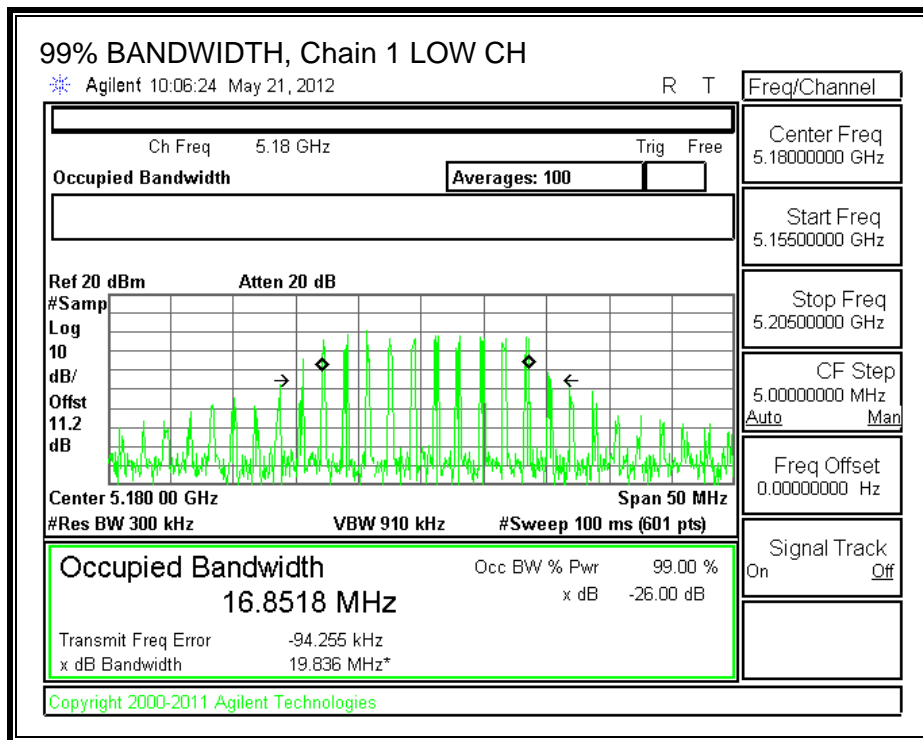 99% BANDWIDTH, Chain 1 LOW CH
Agilent 10:06:24 May 21, 2012 R T
Freq/Channel
Ch Freq 5.18 GHz Trig Free
Occupied Bandwidth Averages: 100
Center Freq
5.18000000 GHz
Start Freq
5.15500000 GHz
Stop Freq
5.20500000 GHz
CF Step
5.00000000 MHz
Auto Man
Freq Offset
0.00000000 Hz
Signal Track
On Off
Ref 20 dBm Atten 20 dB
#Samp
Log
10
dB/
Offst
11.2
dB
Center 5.180 00 GHz Span 50 MHz
#Res BW 300 kHz VBW 910 kHz #Sweep 100 ms (601 pts)
Occupied Bandwidth Occ BW % Pwr 99.00 %
16.8518 MHz x dB -26.00 dB
Transmit Freq Error -94.255 kHz
x dB Bandwidth 19.836 MHz*
Copyright 2000-2011 Agilent Technologies